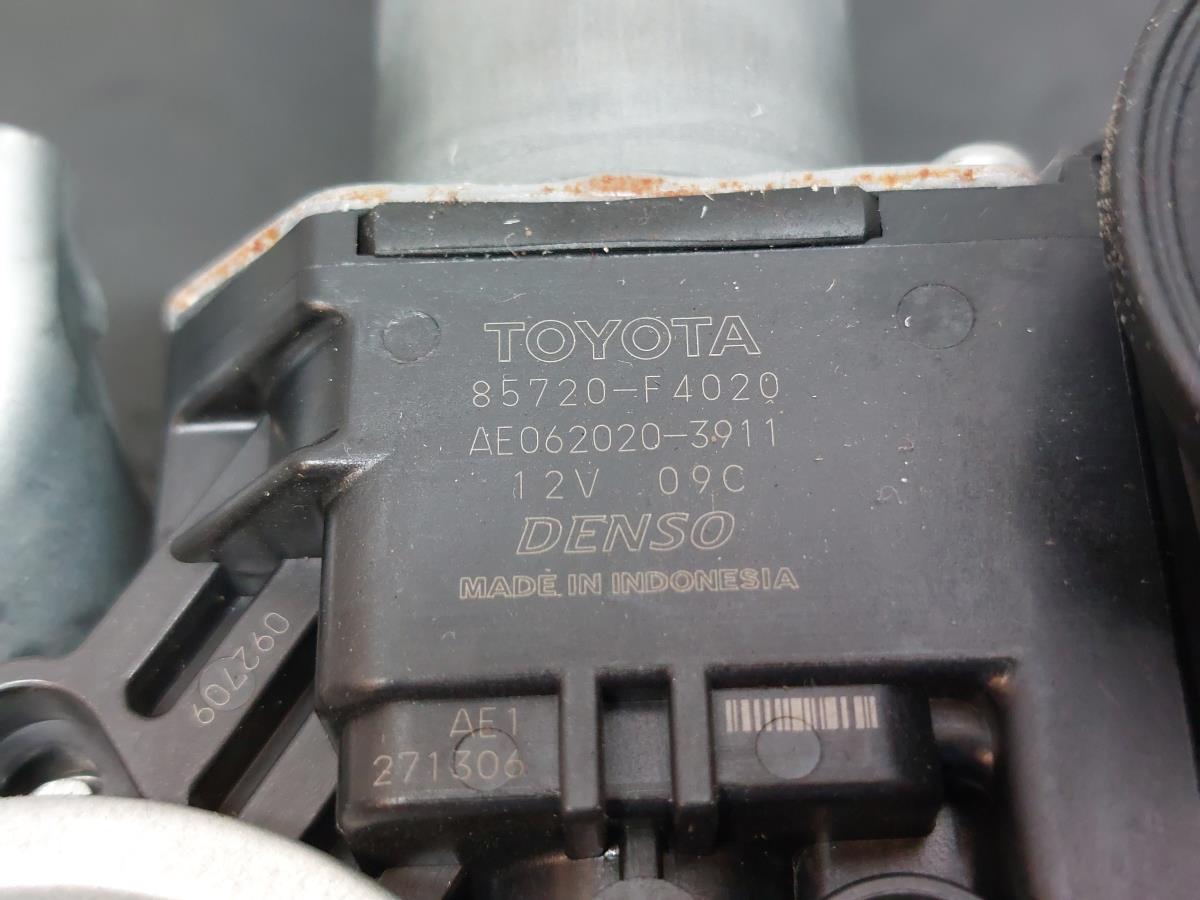 TOYOTA
85720-F4020
AE062020-3911
12V 09C
DENSO
MADE IN INDONESIA
092709
AE1
271306